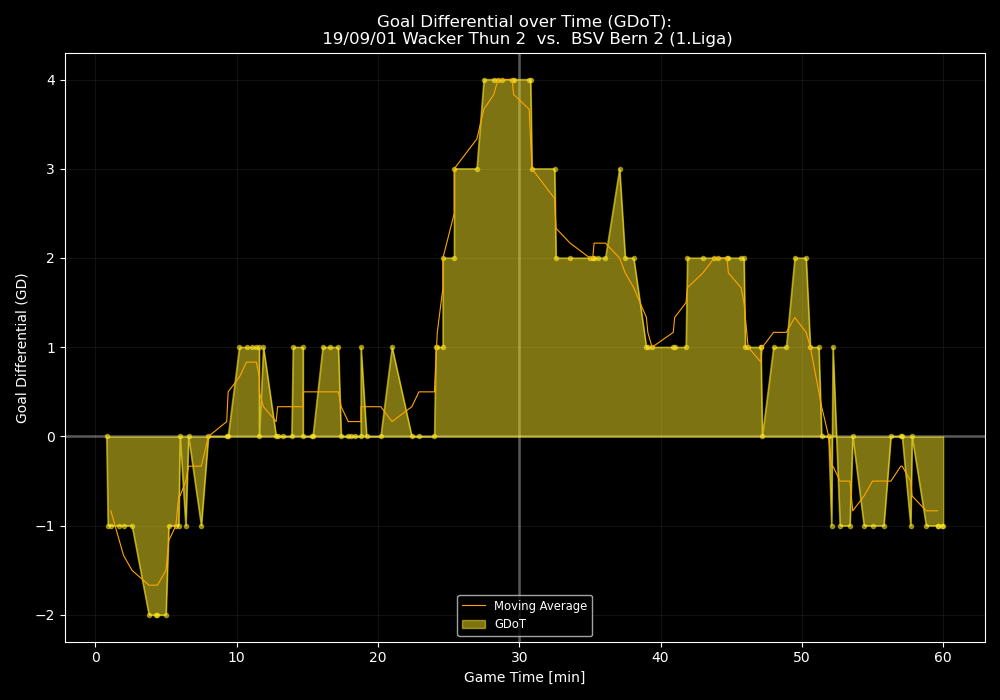 Goal Differential over Time (GDoT):
19/09/01 Wacker Thun 2  vs.  BSV Bern 2 (1.Liga)
Goal Differential (GD)
4
3
2
1
0
−1
−2
0 10 20 30 40 50 60
Game Time [min]
Moving Average
GDoT